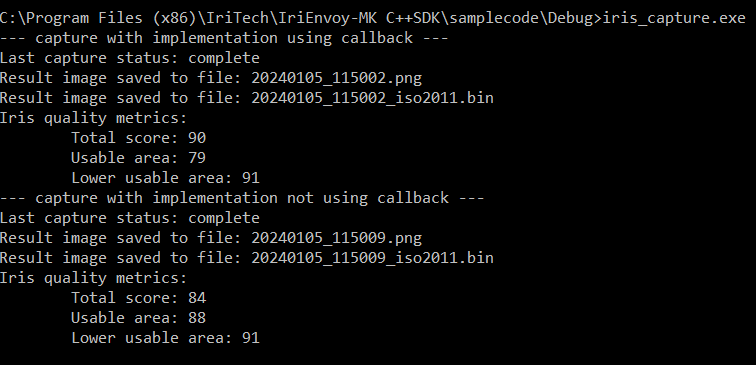 C:\Program Files (x86)\IriTech\IriEnvoy-MK C++SDK\samplecode\Debug>iris_capture.exe
--- capture with implementation using callback ---
Last capture status: complete
Result image saved to file: 20240105_115002.png
Result image saved to file: 20240105_115002_iso2011.bin
Iris quality metrics:
        Total score: 90
        Usable area: 79
        Lower usable area: 91
--- capture with implementation not using callback ---
Last capture status: complete
Result image saved to file: 20240105_115009.png
Result image saved to file: 20240105_115009_iso2011.bin
Iris quality metrics:
        Total score: 84
        Usable area: 88
        Lower usable area: 91